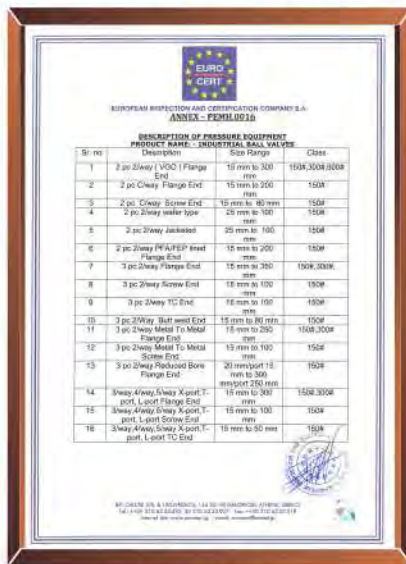 EURO
CERT
EUROPEAN INSPECTION AND CERTIFICATION COMPANY S.A.
ANNEX - PEMH.0016
DESCRIPTION OF PRESSURE EQUIPMENT
PRODUCT NAME: - INDUSTRIAL BALL VALVES
Sr. no Description Size Range Class
1 2 pc 2/way ( VGO ) Flange End 15 mm to 300 mm 150#,300#,600#
2 2 pc C/way Flange End 15 mm to 200 mm 150#
3 2 pc C/way Screw End 15 mm to 80 mm 150#
4 2 pc 2/way wafer type 25 mm to 100 mm 150#
5 2 pc 2/way Jacketed 25 mm to 100 mm 150#
6 2 pc 2/way PFA/FEP lined Flange End 15 mm to 200 mm 150#
7 3 pc 2/way Flange End 15 mm to 350 mm 150#,300#
8 3 pc 2/way Screw End 15 mm to 100 mm 150#
9 3 pc 2/way TC End 15 mm to 100 mm 150#
10 3 pc 2/Way Butt weld End 15 mm to 80 mm 150#
11 3 pc 2/way Metal To Metal Flange End 15 mm to 250 mm 150#,300#
12 3 pc 2/way Metal To Metal Screw End 15 mm to 100 mm 150#
13 3 pc 2/way Reduced Bore Flange End 20 mm/port 15 mm to 300 mm/port 250 mm 150#
14 3/way,4/way,5/way X-port,T-port, L-port Flange End 15 mm to 300 mm 150#,300#
15 3/way,4/way,5/way X-port,T-port, L-port Screw End 15 mm to 100 mm 150#
16 3/way,4/way,5/way X-port,T-port, L-port TC End 15 mm to 50 mm 150#